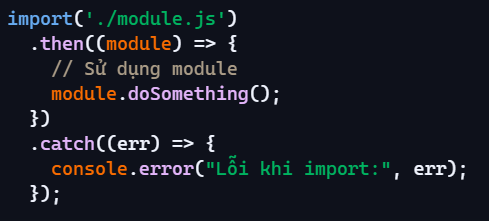 import('./module.js')
  .then((module) => {
    // Sử dụng module
    module.doSomething();
  })
  .catch((err) => {
    console.error("Lỗi khi import:", err);
  });